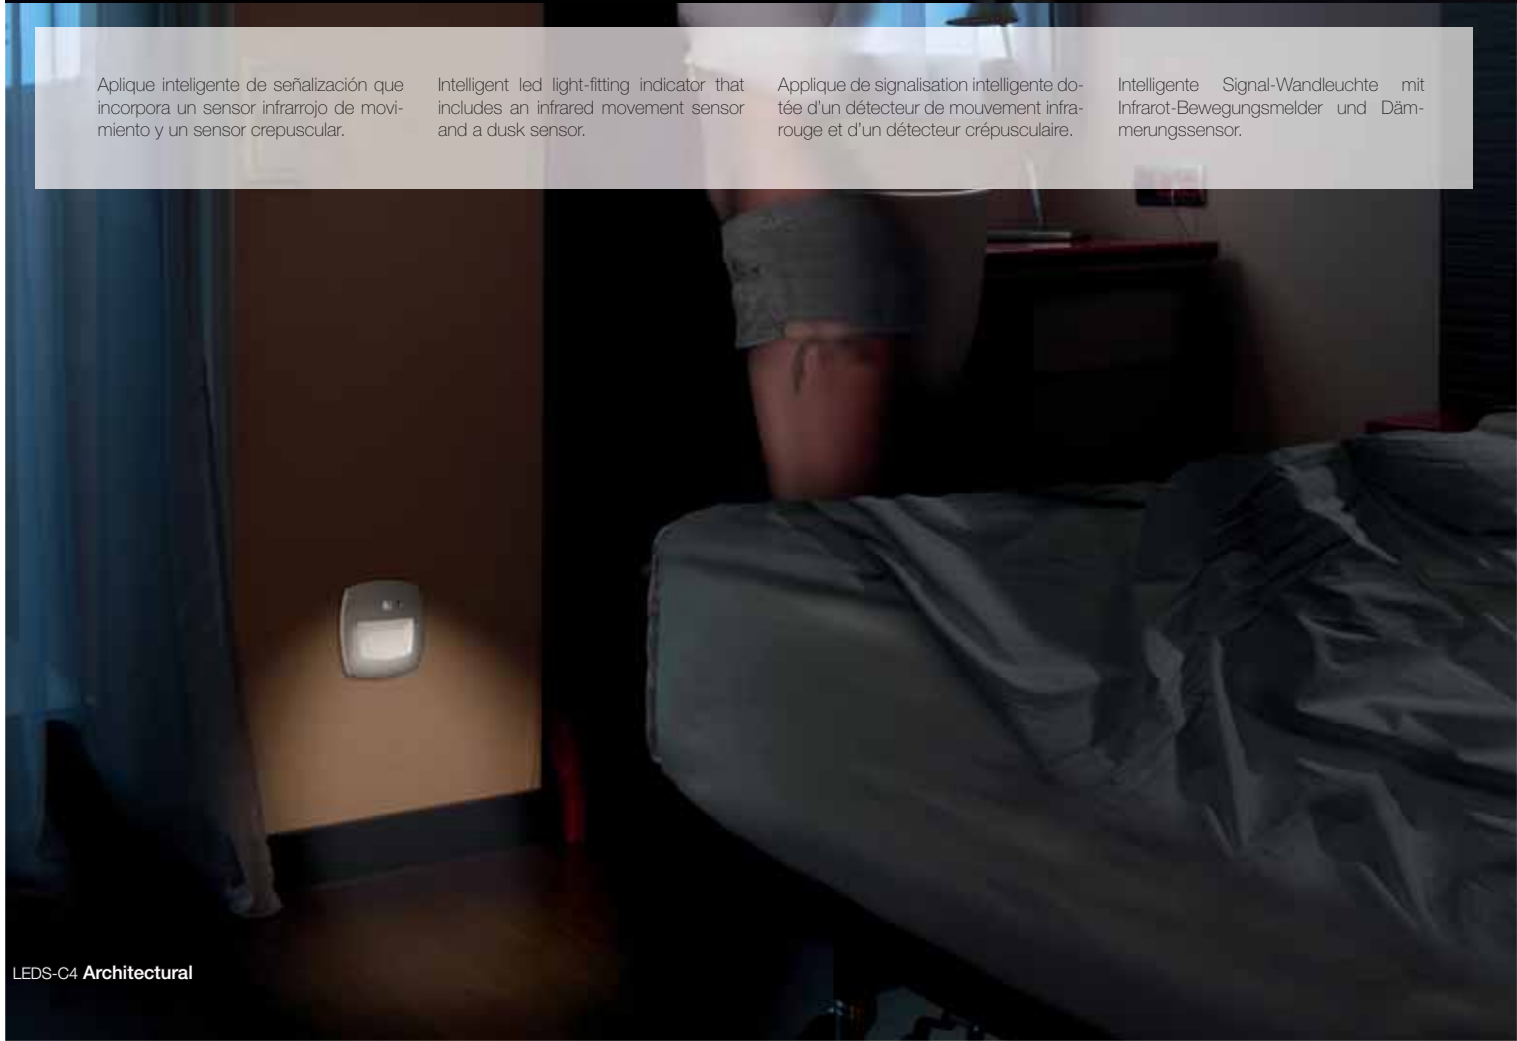 Aplique inteligente de señalización que
incorpora un sensor infrarrojo de movi-
miento y un sensor crepuscular.
Intelligent led light-fitting indicator that
includes an infrared movement sensor
and a dusk sensor.
Applique de signalisation intelligente do-
tée d'un détecteur de mouvement infra-
rouge et d'un détecteur crépusculaire.
Intelligente Signal-Wandleuchte mit
Infrarot-Bewegungsmelder und Däm-
merungssensor.
LEDS-C4 Architectural